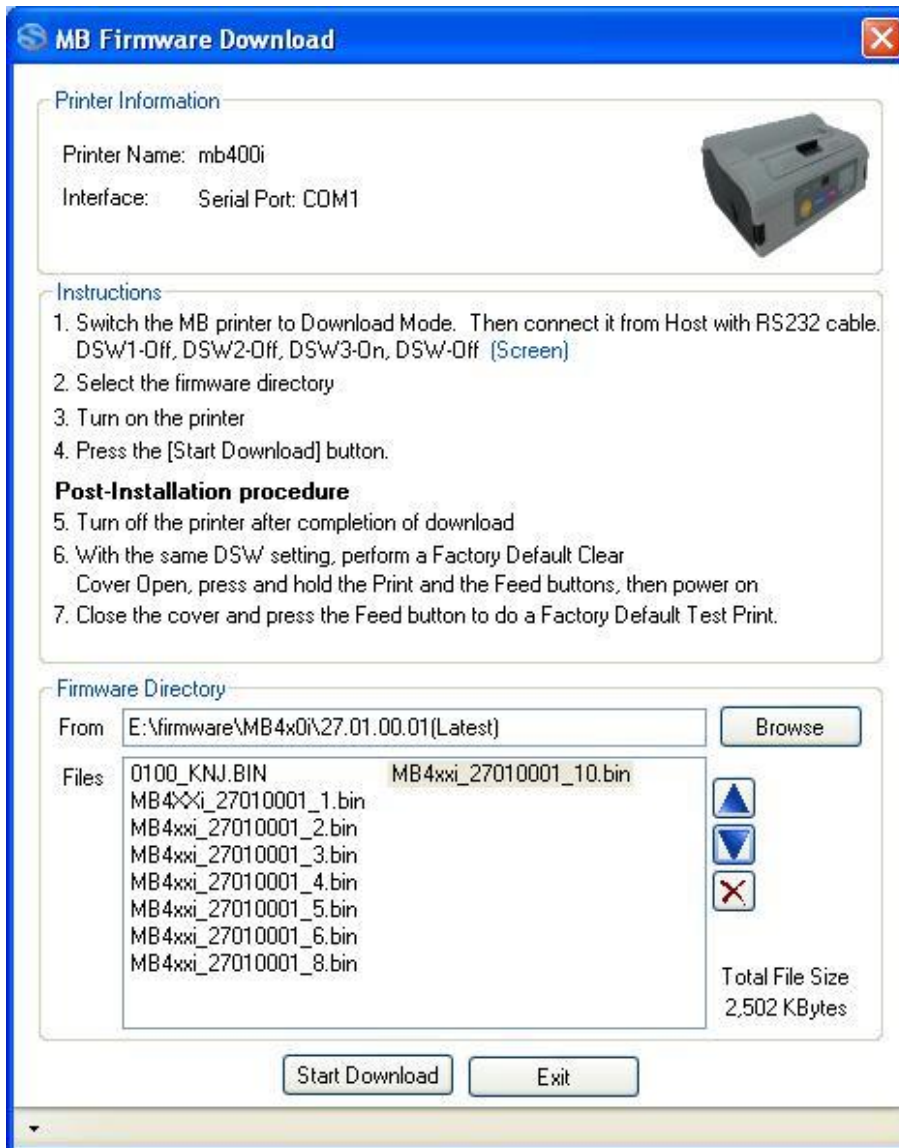 MB Firmware Download
Printer Information
Printer Name: mb400i
Interface: Serial Port: COM1
Instructions
1. Switch the MB printer to Download Mode. Then connect it from Host with RS232 cable.
DSW1-Off, DSW2-Off, DSW3-On, DSW-Off (Screen)
2. Select the firmware directory
3. Turn on the printer
4. Press the [Start Download] button.
Post-Installation procedure
5. Turn off the printer after completion of download
6. With the same DSW setting, perform a Factory Default Clear
Cover Open, press and hold the Print and the Feed buttons, then power on
7. Close the cover and press the Feed button to do a Factory Default Test Print.
Firmware Directory
From E:\firmware\MB4x0i\27.01.00.01(Latest) Browse
Files 0100_KNJ.BIN MB4xxi_27010001_10.bin
MB4XXi_27010001_1.bin
MB4xxi_27010001_2.bin
MB4xxi_27010001_3.bin
MB4xxi_27010001_4.bin
MB4xxi_27010001_5.bin
MB4xxi_27010001_6.bin
MB4xxi_27010001_8.bin
Total File Size
2,502 KBytes
Start Download Exit